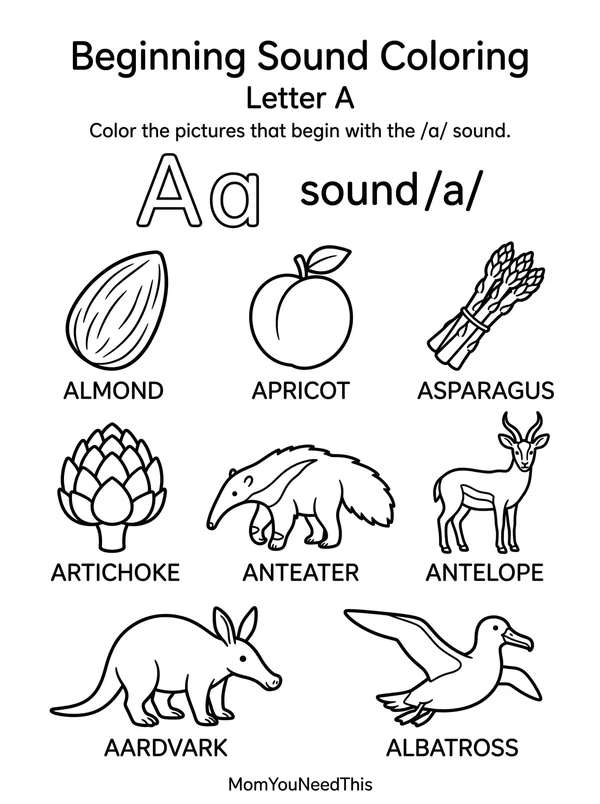 Beginning Sound Coloring
Letter A
Color the pictures that begin with the /a/ sound.
Aa sound /a/
ALMOND APRICOT ASPARAGUS
ARTICHOKE ANTEATER ANTELOPE
AARDVARK ALBATROSS
MomYouNeedThis